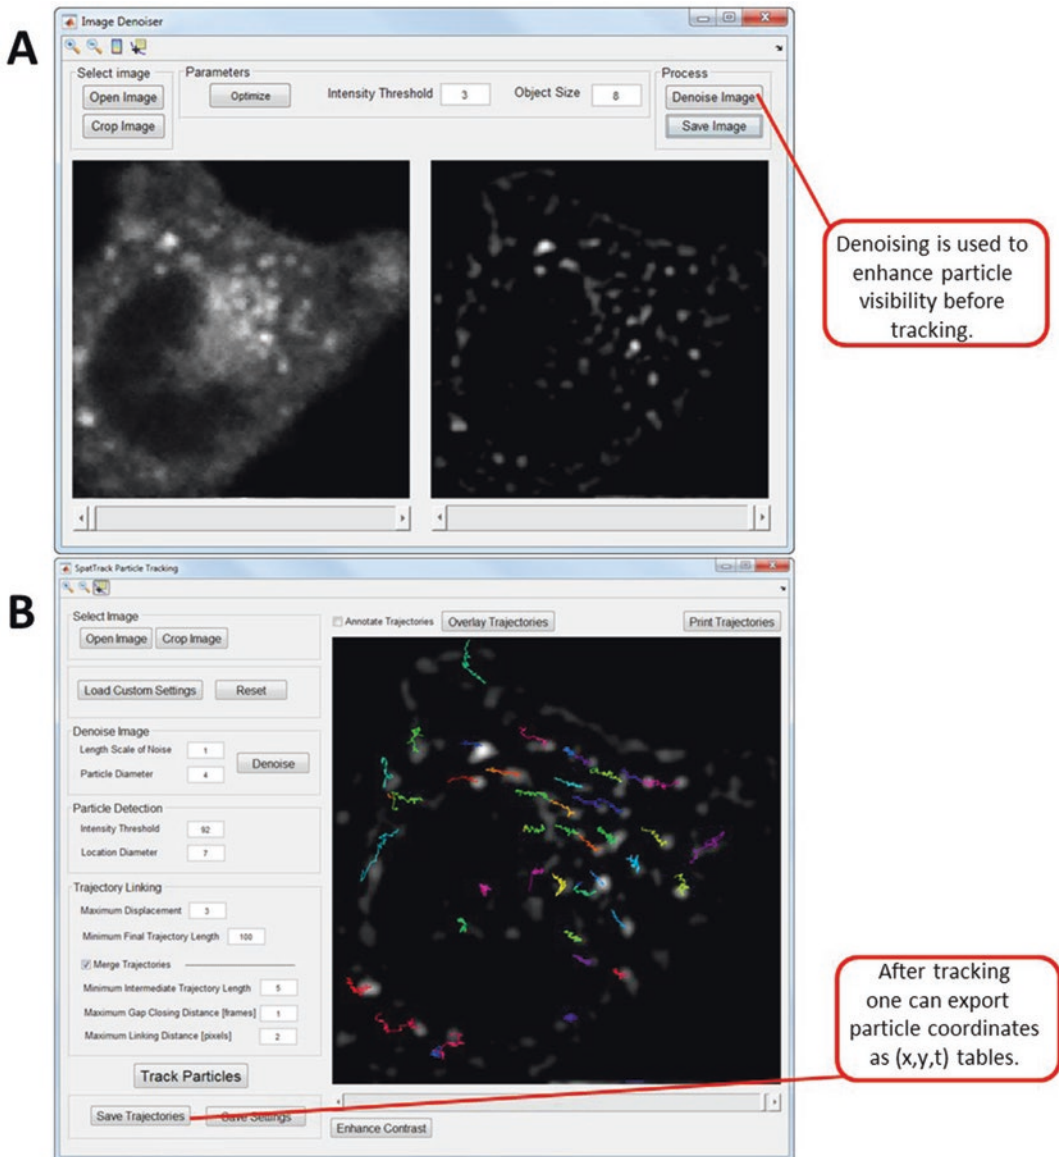 A
Image Denoiser
Select image
Open Image
Crop Image
Parameters
Optimize
Intensity Threshold 3
Object Size 8
Process
Denoise Image
Save Image
Denoising is used to
enhance particle
visibility before
tracking.
B
SpatTrack Particle Tracking
Select Image
Open Image Crop Image
Load Custom Settings Reset
Denoise Image
Length Scale of Noise 1
Particle Diameter 4
Denoise
Particle Detection
Intensity Threshold 92
Location Diameter 7
Trajectory Linking
Maximum Displacement 3
Minimum Final Trajectory Length 100
Merge Trajectories
Minimum Intermediate Trajectory Length 5
Maximum Gap Closing Distance [frames] 1
Maximum Linking Distance [pixels] 2
Track Particles
Save Trajectories Save Settings
Annotate Trajectories Overlay Trajectories Print Trajectories
Enhance Contrast
After tracking
one can export
particle coordinates
as (x,y,t) tables.